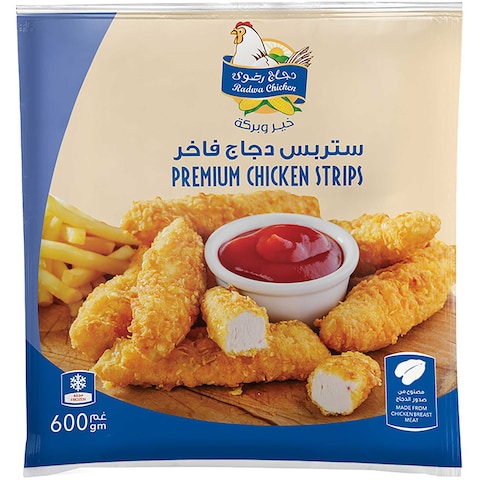 دجاج رضوى
Radwa Chicken
خير وبركة
ستربس دجاج فاخر
PREMIUM CHICKEN STRIPS
مصنوع من
صدور الدجاج
MADE FROM
CHICKEN BREAST
MEAT
FROZEN
600 غم
gm